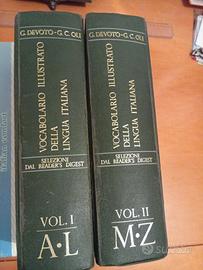 G. DEVOTO - G. C. OLI
VOCABOLARIO ILLUSTRATO
DELLA
LINGUA ITALIANA
SELEZIONE
DAL READER'S DIGEST
VOL. I
A·L
G. DEVOTO - G. C. OLI
VOCABOLARIO ILLUSTRATO
DELLA
LINGUA ITALIANA
SELEZIONE
DAL READER'S DIGEST
VOL. II
M·Z
subito